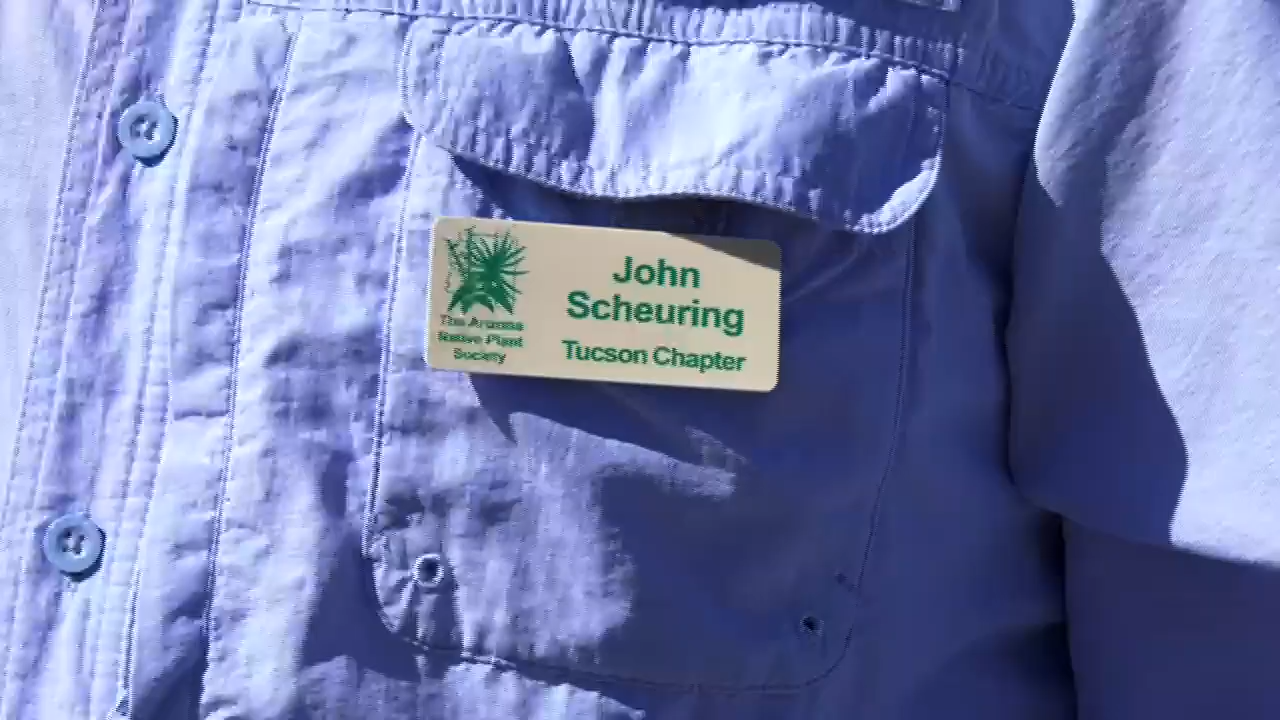 John
Scheuring
Tucson Chapter
The Arizona
Native Plant
Society